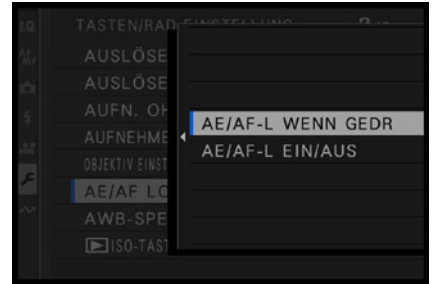 I.Q.
TASTEN/RAD-EINSTELLUNG
AUSLÖSE
AUSLÖSE
AUFN. OH
AUFNEHME
OBJEKTIV EINST
AE/AF LO
AWB-SPE
ISO-TAST
AE/AF-L WENN GEDR
AE/AF-L EIN/AUS